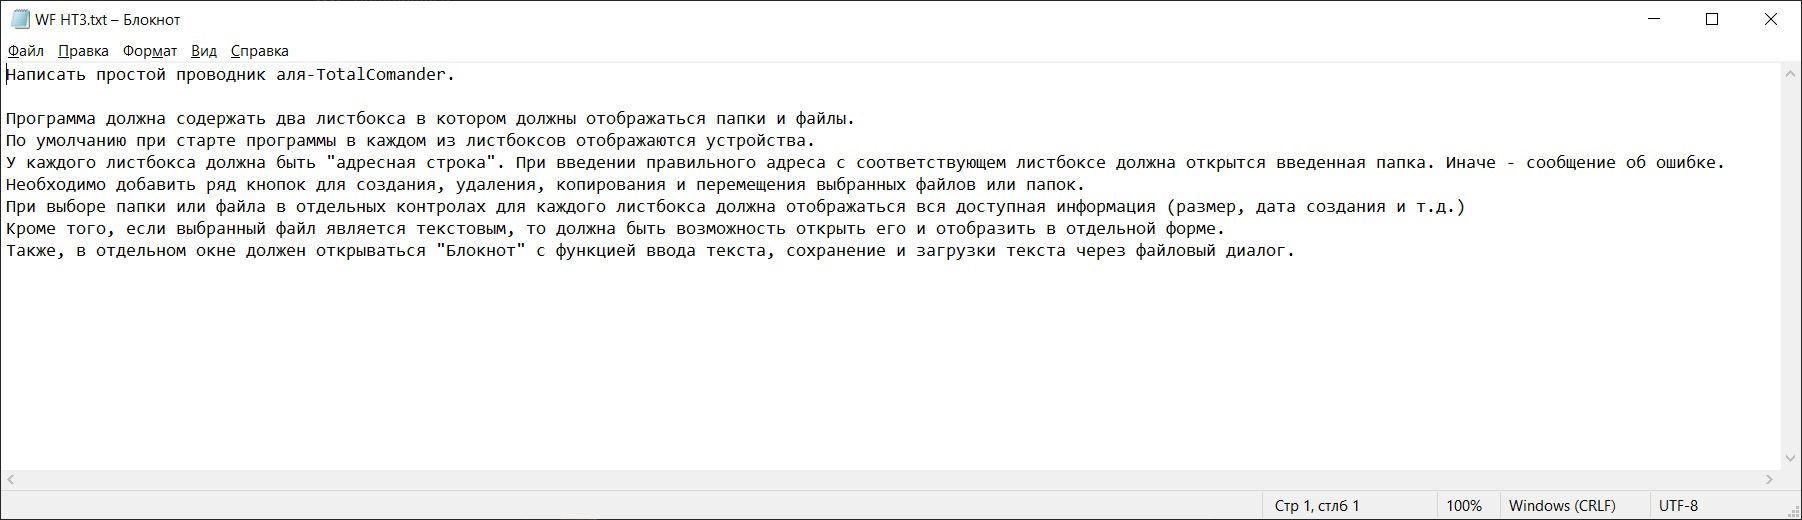 WF HT3.txt – Блокнот
Файл Правка Формат Вид Справка
Написать простой проводник аля-TotalComander.
Программа должна содержать два листбокса в котором должны отображаться папки и файлы.
По умолчанию при старте программы в каждом из листбоксов отображаются устройства.
У каждого листбокса должна быть "адресная строка". При введении правильного адреса с соответствующем листбоксе должна открытся введенная папка. Иначе - сообщение об ошибке.
Необходимо добавить ряд кнопок для создания, удаления, копирования и перемещения выбранных файлов или папок.
При выборе папки или файла в отдельных контролах для каждого листбокса должна отображаться вся доступная информация (размер, дата создания и т.д.)
Кроме того, если выбранный файл является текстовым, то должна быть возможность открыть его и отобразить в отдельной форме.
Также, в отдельном окне должен открываться "Блокнот" с функцией ввода текста, сохранение и загрузки текста через файловый диалог.
Стр 1, стлб 1 100% Windows (CRLF) UTF-8